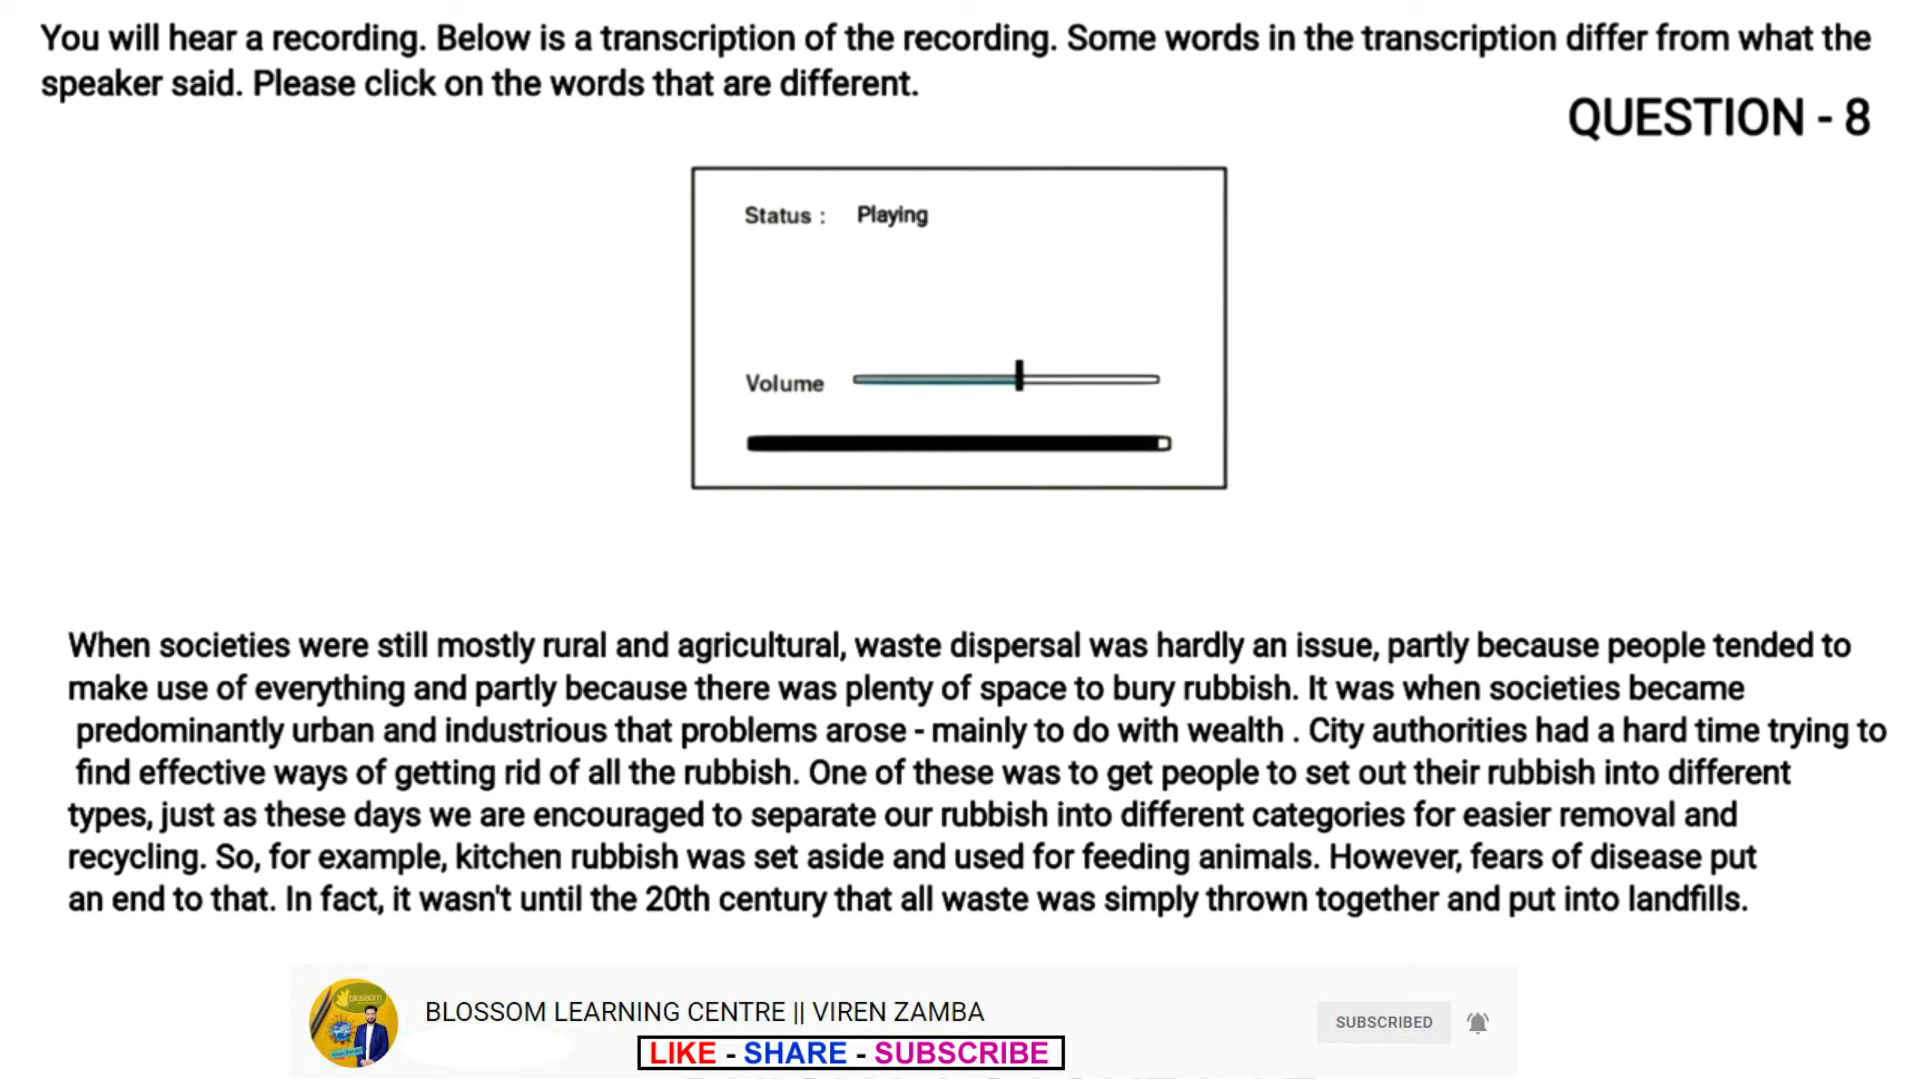 You will hear a recording. Below is a transcription of the recording. Some words in the transcription differ from what the
speaker said. Please click on the words that are different.
QUESTION - 8
Status : Playing
Volume
When societies were still mostly rural and agricultural, waste dispersal was hardly an issue, partly because people tended to
make use of everything and partly because there was plenty of space to bury rubbish. It was when societies became
predominantly urban and industrious that problems arose - mainly to do with wealth . City authorities had a hard time trying to
find effective ways of getting rid of all the rubbish. One of these was to get people to set out their rubbish into different
types, just as these days we are encouraged to separate our rubbish into different categories for easier removal and
recycling. So, for example, kitchen rubbish was set aside and used for feeding animals. However, fears of disease put
an end to that. In fact, it wasn't until the 20th century that all waste was simply thrown together and put into landfills.
blossom
BLOSSOM LEARNING CENTRE || VIREN ZAMBA
SUBSCRIBED
LIKE - SHARE - SUBSCRIBE